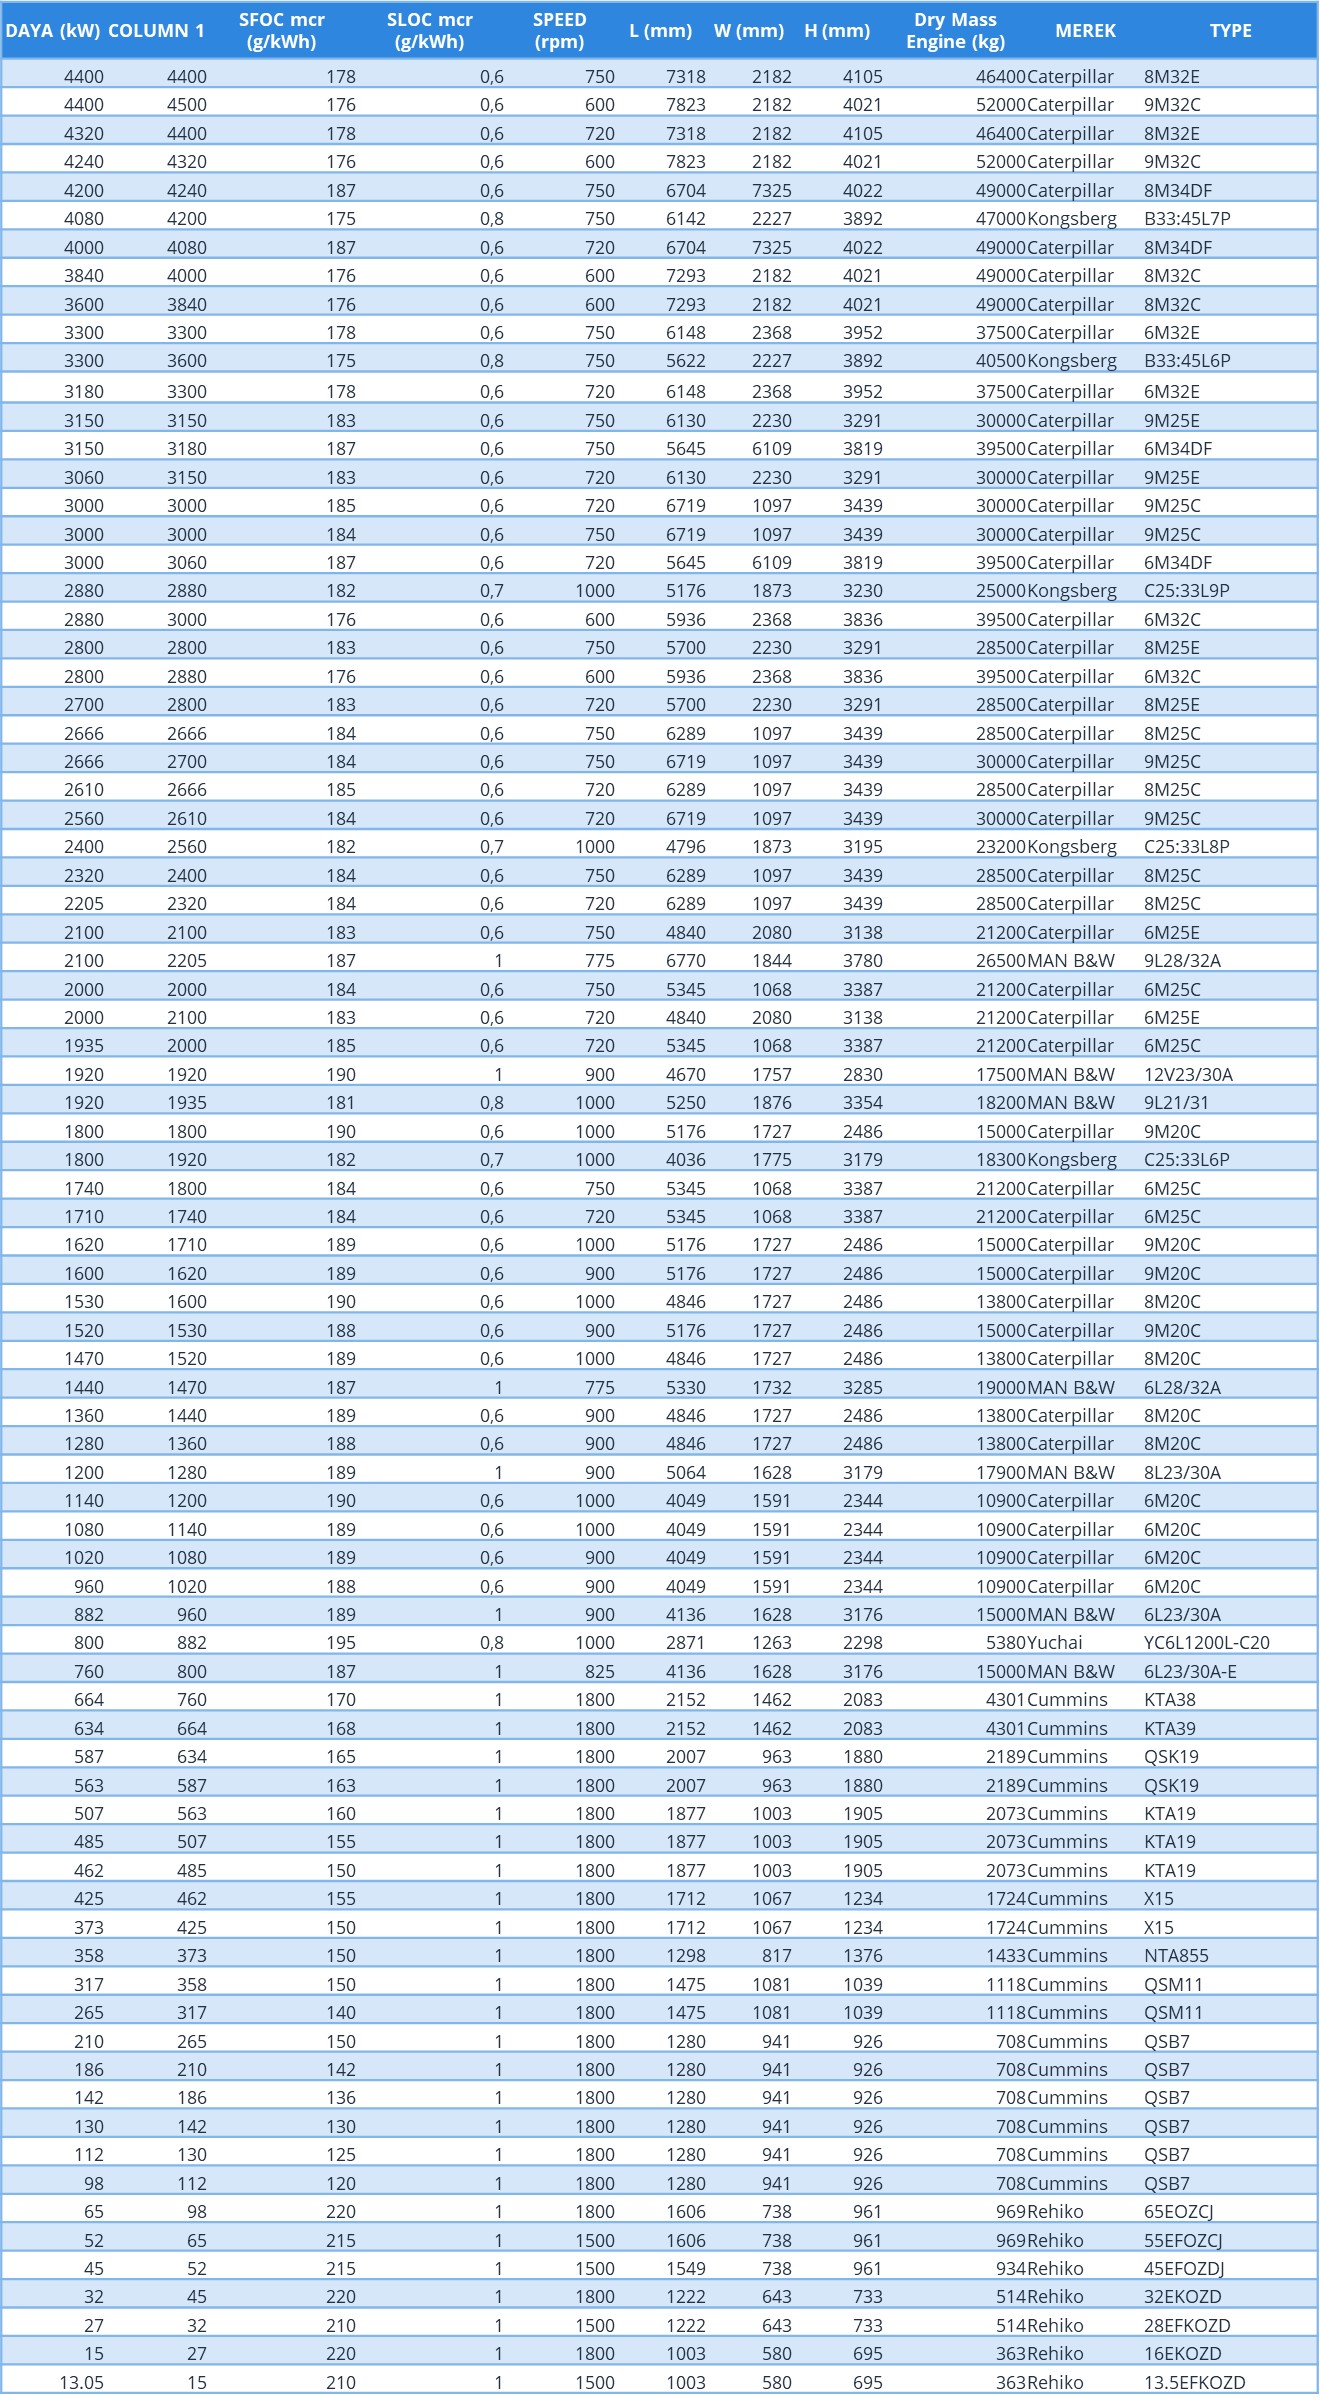 DAYA (kW) COLUMN 1 SFOC mcr (g/kWh) SLOC mcr (g/kWh) SPEED (rpm) L (mm) W (mm) H (mm) Dry Mass Engine (kg) MEREK TYPE
4400 4400 178 0,6 750 7318 2182 4105 46400 Caterpillar 8M32E
4400 4500 176 0,6 600 7823 2182 4021 52000 Caterpillar 9M32C
4320 4400 178 0,6 720 7318 2182 4105 46400 Caterpillar 8M32E
4240 4320 176 0,6 600 7823 2182 4021 52000 Caterpillar 9M32C
4200 4240 187 0,6 750 6704 7325 4022 49000 Caterpillar 8M34DF
4080 4200 175 0,8 750 6142 2227 3892 47000 Kongsberg B33:45L7P
4000 4080 187 0,6 720 6704 7325 4022 49000 Caterpillar 8M34DF
3840 4000 176 0,6 600 7293 2182 4021 49000 Caterpillar 8M32C
3600 3840 176 0,6 600 7293 2182 4021 49000 Caterpillar 8M32C
3300 3300 178 0,6 750 6148 2368 3952 37500 Caterpillar 6M32E
3300 3600 175 0,8 750 5622 2227 3892 40500 Kongsberg B33:45L6P
3180 3300 178 0,6 720 6148 2368 3952 37500 Caterpillar 6M32E
3150 3150 183 0,6 750 6130 2230 3291 30000 Caterpillar 9M25E
3150 3180 187 0,6 750 5645 6109 3819 39500 Caterpillar 6M34DF
3060 3150 183 0,6 720 6130 2230 3291 30000 Caterpillar 9M25E
3000 3000 185 0,6 720 6719 1097 3439 30000 Caterpillar 9M25C
3000 3000 184 0,6 750 6719 1097 3439 30000 Caterpillar 9M25C
3000 3060 187 0,6 720 5645 6109 3819 39500 Caterpillar 6M34DF
2880 2880 182 0,7 1000 5176 1873 3230 25000 Kongsberg C25:33L9P
2880 3000 176 0,6 600 5936 2368 3836 39500 Caterpillar 6M32C
2800 2800 183 0,6 750 5700 2230 3291 28500 Caterpillar 8M25E
2800 2880 176 0,6 600 5936 2368 3836 39500 Caterpillar 6M32C
2700 2800 183 0,6 720 5700 2230 3291 28500 Caterpillar 8M25E
2666 2666 184 0,6 750 6289 1097 3439 28500 Caterpillar 8M25C
2666 2700 184 0,6 750 6719 1097 3439 30000 Caterpillar 9M25C
2610 2666 185 0,6 720 6289 1097 3439 28500 Caterpillar 8M25C
2560 2610 184 0,6 720 6719 1097 3439 30000 Caterpillar 9M25C
2400 2560 182 0,7 1000 4796 1873 3195 23200 Kongsberg C25:33L8P
2320 2400 184 0,6 750 6289 1097 3439 28500 Caterpillar 8M25C
2205 2320 184 0,6 720 6289 1097 3439 28500 Caterpillar 8M25C
2100 2100 183 0,6 750 4840 2080 3138 21200 Caterpillar 6M25E
2100 2205 187 1 775 6770 1844 3780 26500 MAN B&W 9L28/32A
2000 2000 184 0,6 750 5345 1068 3387 21200 Caterpillar 6M25C
2000 2100 183 0,6 720 4840 2080 3138 21200 Caterpillar 6M25E
1935 2000 185 0,6 720 5345 1068 3387 21200 Caterpillar 6M25C
1920 1920 190 1 900 4670 1757 2830 17500 MAN B&W 12V23/30A
1920 1935 181 0,8 1000 5250 1876 3354 18200 MAN B&W 9L21/31
1800 1800 190 0,6 1000 5176 1727 2486 15000 Caterpillar 9M20C
1800 1920 182 0,7 1000 4036 1775 3179 18300 Kongsberg C25:33L6P
1740 1800 184 0,6 750 5345 1068 3387 21200 Caterpillar 6M25C
1710 1740 184 0,6 720 5345 1068 3387 21200 Caterpillar 6M25C
1620 1710 189 0,6 1000 5176 1727 2486 15000 Caterpillar 9M20C
1600 1620 189 0,6 900 5176 1727 2486 15000 Caterpillar 9M20C
1530 1600 190 0,6 1000 4846 1727 2486 13800 Caterpillar 8M20C
1520 1530 188 0,6 900 5176 1727 2486 15000 Caterpillar 9M20C
1470 1520 189 0,6 1000 4846 1727 2486 13800 Caterpillar 8M20C
1440 1470 187 1 775 5330 1732 3285 19000 MAN B&W 6L28/32A
1360 1440 189 0,6 900 4846 1727 2486 13800 Caterpillar 8M20C
1280 1360 188 0,6 900 4846 1727 2486 13800 Caterpillar 8M20C
1200 1280 189 1 900 5064 1628 3179 17900 MAN B&W 8L23/30A
1140 1200 190 0,6 1000 4049 1591 2344 10900 Caterpillar 6M20C
1080 1140 189 0,6 1000 4049 1591 2344 10900 Caterpillar 6M20C
1020 1080 189 0,6 900 4049 1591 2344 10900 Caterpillar 6M20C
960 1020 188 0,6 900 4049 1591 2344 10900 Caterpillar 6M20C
882 960 189 1 900 4136 1628 3176 15000 MAN B&W 6L23/30A
800 882 195 0,8 1000 2871 1263 2298 5380 Yuchai YC6L1200L-C20
760 800 187 1 825 4136 1628 3176 15000 MAN B&W 6L23/30A-E
664 760 170 1 1800 2152 1462 2083 4301 Cummins KTA38
634 664 168 1 1800 2152 1462 2083 4301 Cummins KTA39
587 634 165 1 1800 2007 963 1880 2189 Cummins QSK19
563 587 163 1 1800 2007 963 1880 2189 Cummins QSK19
507 563 160 1 1800 1877 1003 1905 2073 Cummins KTA19
485 507 155 1 1800 1877 1003 1905 2073 Cummins KTA19
462 485 150 1 1800 1877 1003 1905 2073 Cummins KTA19
425 462 155 1 1800 1712 1067 1234 1724 Cummins X15
373 425 150 1 1800 1712 1067 1234 1724 Cummins X15
358 373 150 1 1800 1298 817 1376 1433 Cummins NTA855
317 358 150 1 1800 1475 1081 1039 1118 Cummins QSM11
265 317 140 1 1800 1475 1081 1039 1118 Cummins QSM11
210 265 150 1 1800 1280 941 926 708 Cummins QSB7
186 210 142 1 1800 1280 941 926 708 Cummins QSB7
142 186 136 1 1800 1280 941 926 708 Cummins QSB7
130 142 130 1 1800 1280 941 926 708 Cummins QSB7
112 130 125 1 1800 1280 941 926 708 Cummins QSB7
98 112 120 1 1800 1280 941 926 708 Cummins QSB7
65 98 220 1 1800 1606 738 961 969 Rehiko 65EOZCJ
52 65 215 1 1500 1606 738 961 969 Rehiko 55EFOZCJ
45 52 215 1 1500 1549 738 961 934 Rehiko 45EFOZDJ
32 45 220 1 1800 1222 643 733 514 Rehiko 32EKOZD
27 32 210 1 1500 1222 643 733 514 Rehiko 28EFKOZD
15 27 220 1 1800 1003 580 695 363 Rehiko 16EKOZD
13.05 15 210 1 1500 1003 580 695 363 Rehiko 13.5EFKOZD